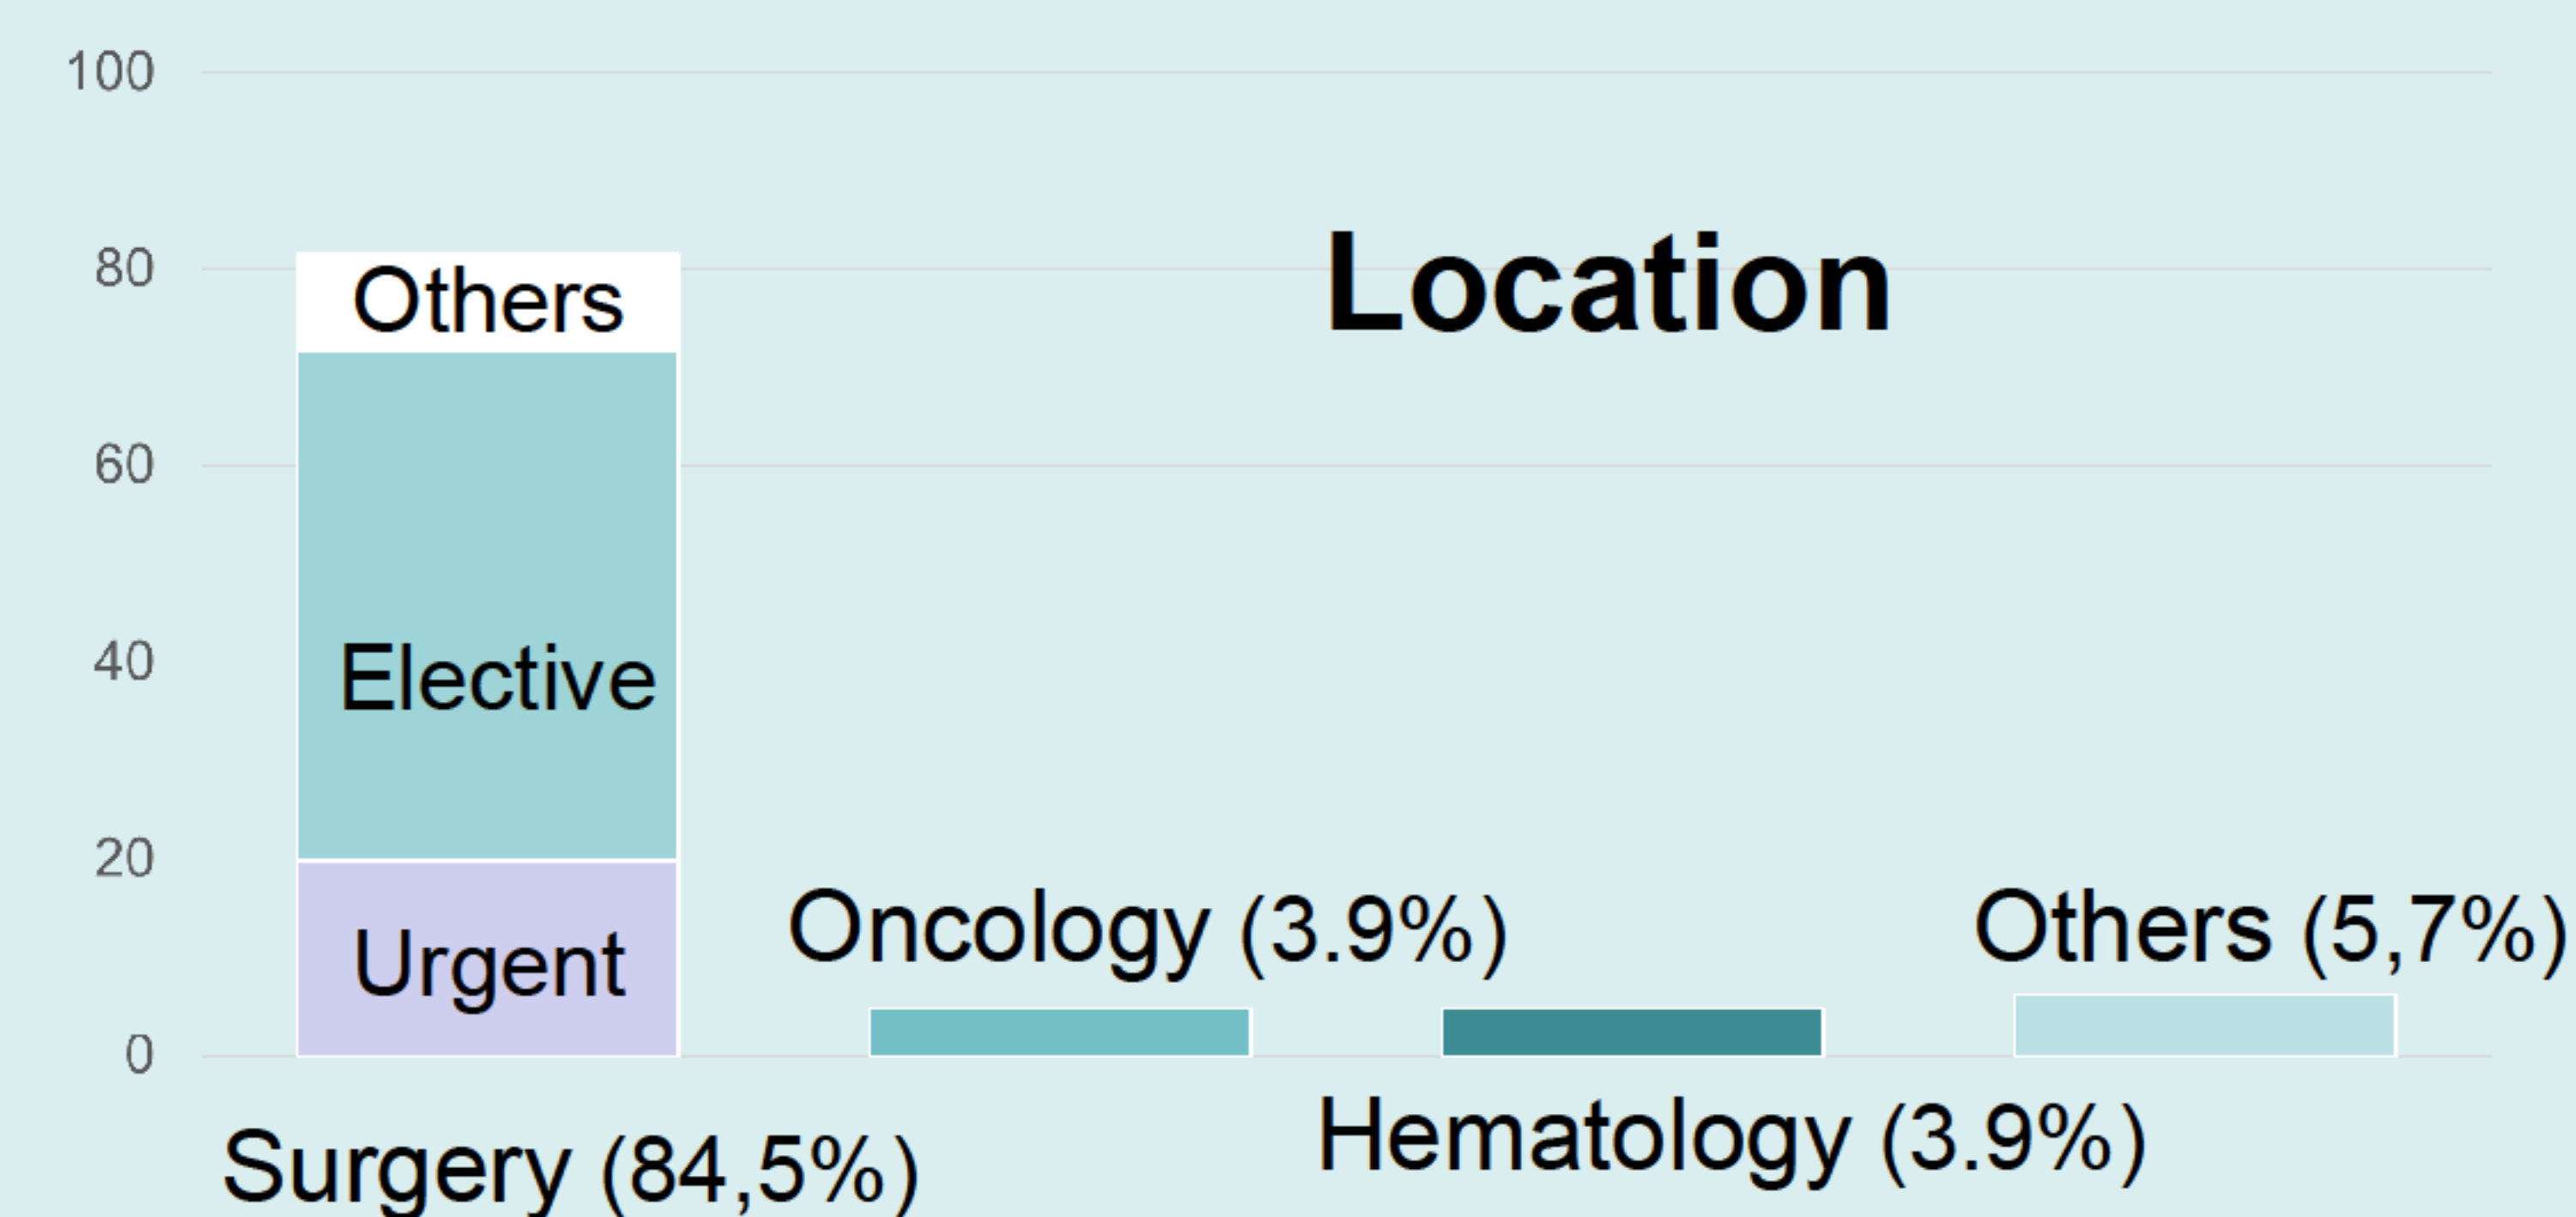 100
80
60
40
20
0
Location
Others
Elective
Urgent
Oncology (3.9%)
Others (5,7%)
Hematology (3.9%)
Surgery (84,5%)